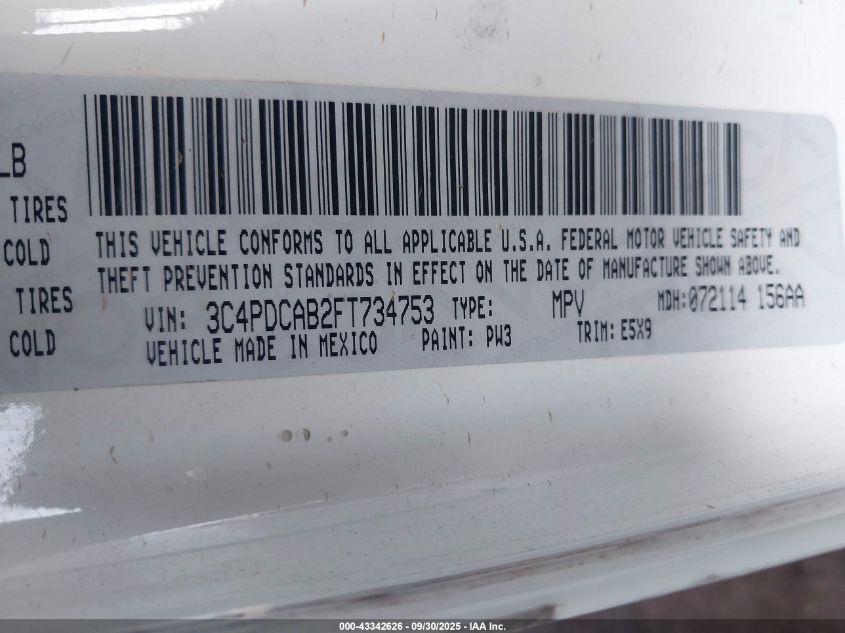 LB
TIRES
COLD
TIRES
COLD
THIS VEHICLE CONFORMS TO ALL APPLICABLE U.S.A. FEDERAL MOTOR VEHICLE SAFETY AND
THEFT PREVENTION STANDARDS IN EFFECT ON THE DATE OF MANUFACTURE SHOWN ABOVE.
VIN: 3C4PDCAB2FT734753 TYPE: MPV MDH:072114 156AA
VEHICLE MADE IN MEXICO PAINT: PW3 TRIM: E5X9
000-43342626 - 09/30/2025 - IAA Inc.